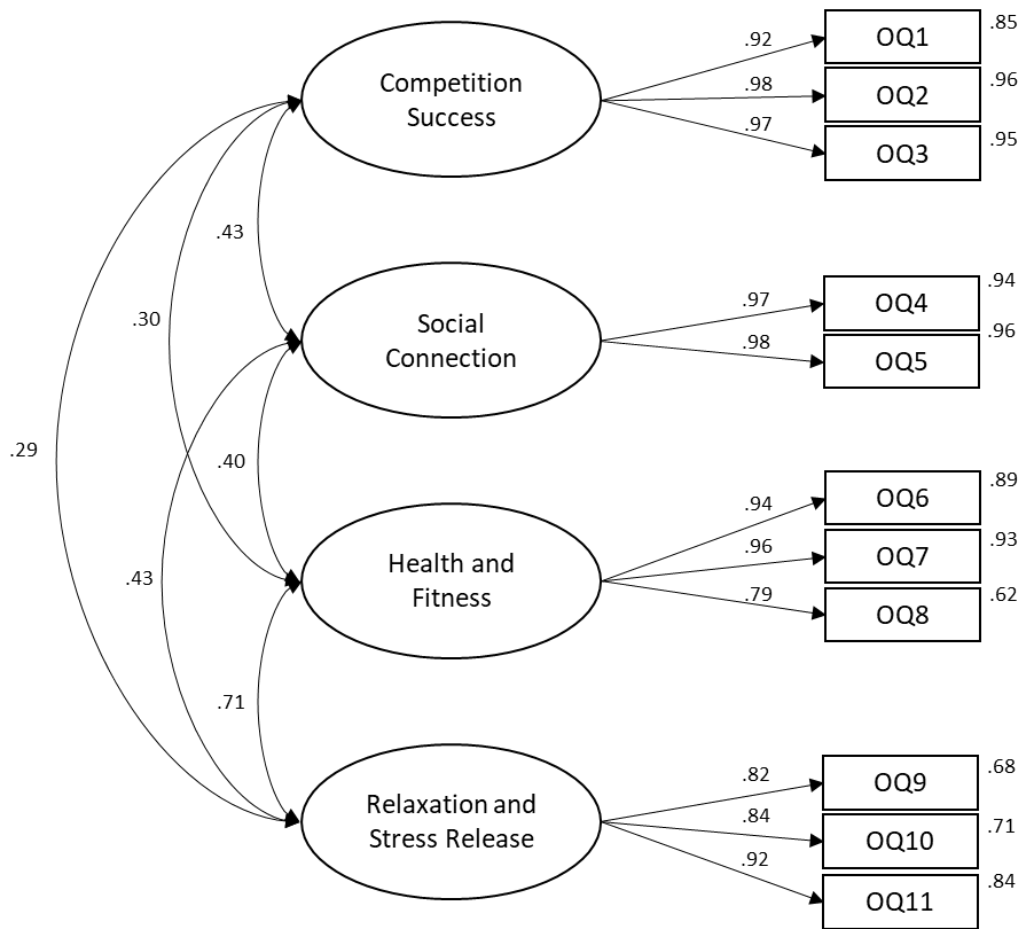 .92
OQ1
.85
Competition
Success
.98
OQ2
.96
.97
OQ3
.95
.43
.30
Social
Connection
.97
OQ4
.94
.98
OQ5
.96
.29
.40
.43
Health and
Fitness
.94
OQ6
.89
.96
OQ7
.93
.79
OQ8
.62
.71
Relaxation and
Stress Release
.82
OQ9
.68
.84
OQ10
.71
.92
OQ11
.84